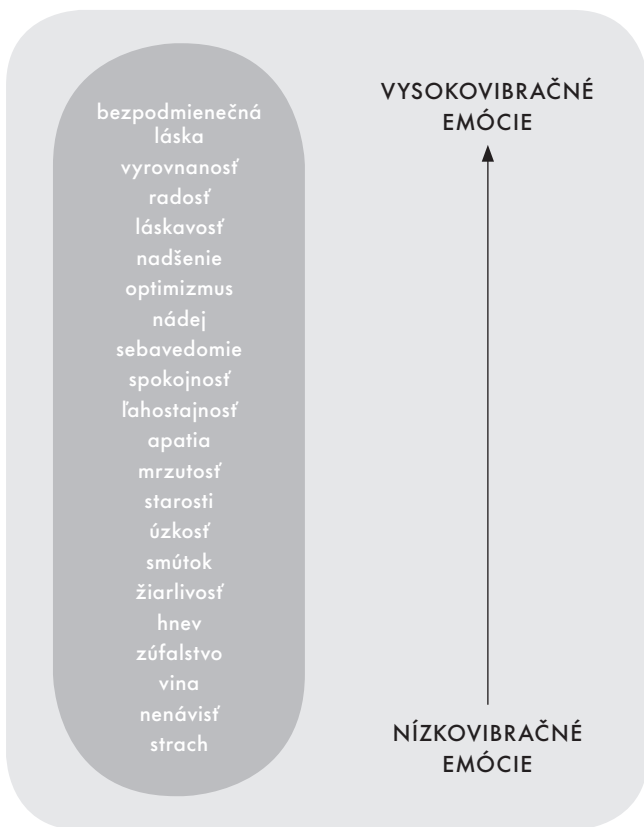 bezpodmienečná
láska
vyrovnanosť
radosť
láskavosť
nadšenie
optimizmus
nádej
sebavedomie
spokojnosť
ľahostajnosť
apatia
mrzutosť
starosti
úzkosť
smútok
žiarlivosť
hnev
zúfalstvo
vina
nenávisť
strach
VYSOKOVIBRAČNÉ
EMÓCIE
NÍZKOVIBRAČNÉ
EMÓCIE